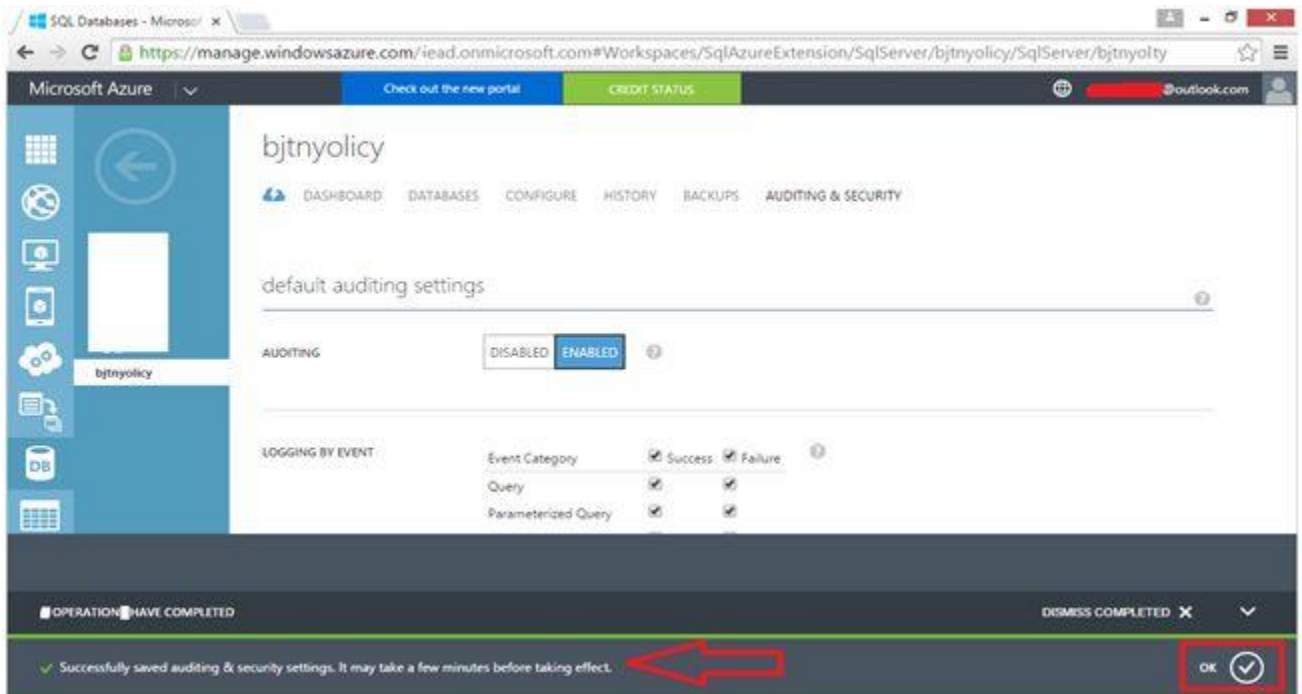 SQL Databases - Microsof
https://manage.windowsazure.com/iead.onmicrosoft.com#Workspaces/SqlAzureExtension/SqlServer/bjtnyolicy/SqlServer/bjtnyolty
Microsoft Azure
Check out the new portal
CREDIT STATUS
@outlook.com
bjtnyolicy
DASHBOARD DATABASES CONFIGURE HISTORY BACKUPS AUDITING & SECURITY
default auditing settings
AUDITING
DISABLED ENABLED
bjtnyolicy
LOGGING BY EVENT
Event Category Success Failure
Query
Parameterized Query
DB
OPERATION HAVE COMPLETED
DISMISS COMPLETED
Successfully saved auditing & security settings. It may take a few minutes before taking effect.
OK